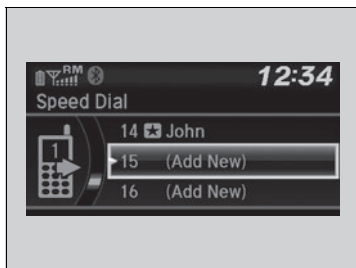 RM
12:34
Speed Dial
14 John
1
15 (Add New)
16 (Add New)